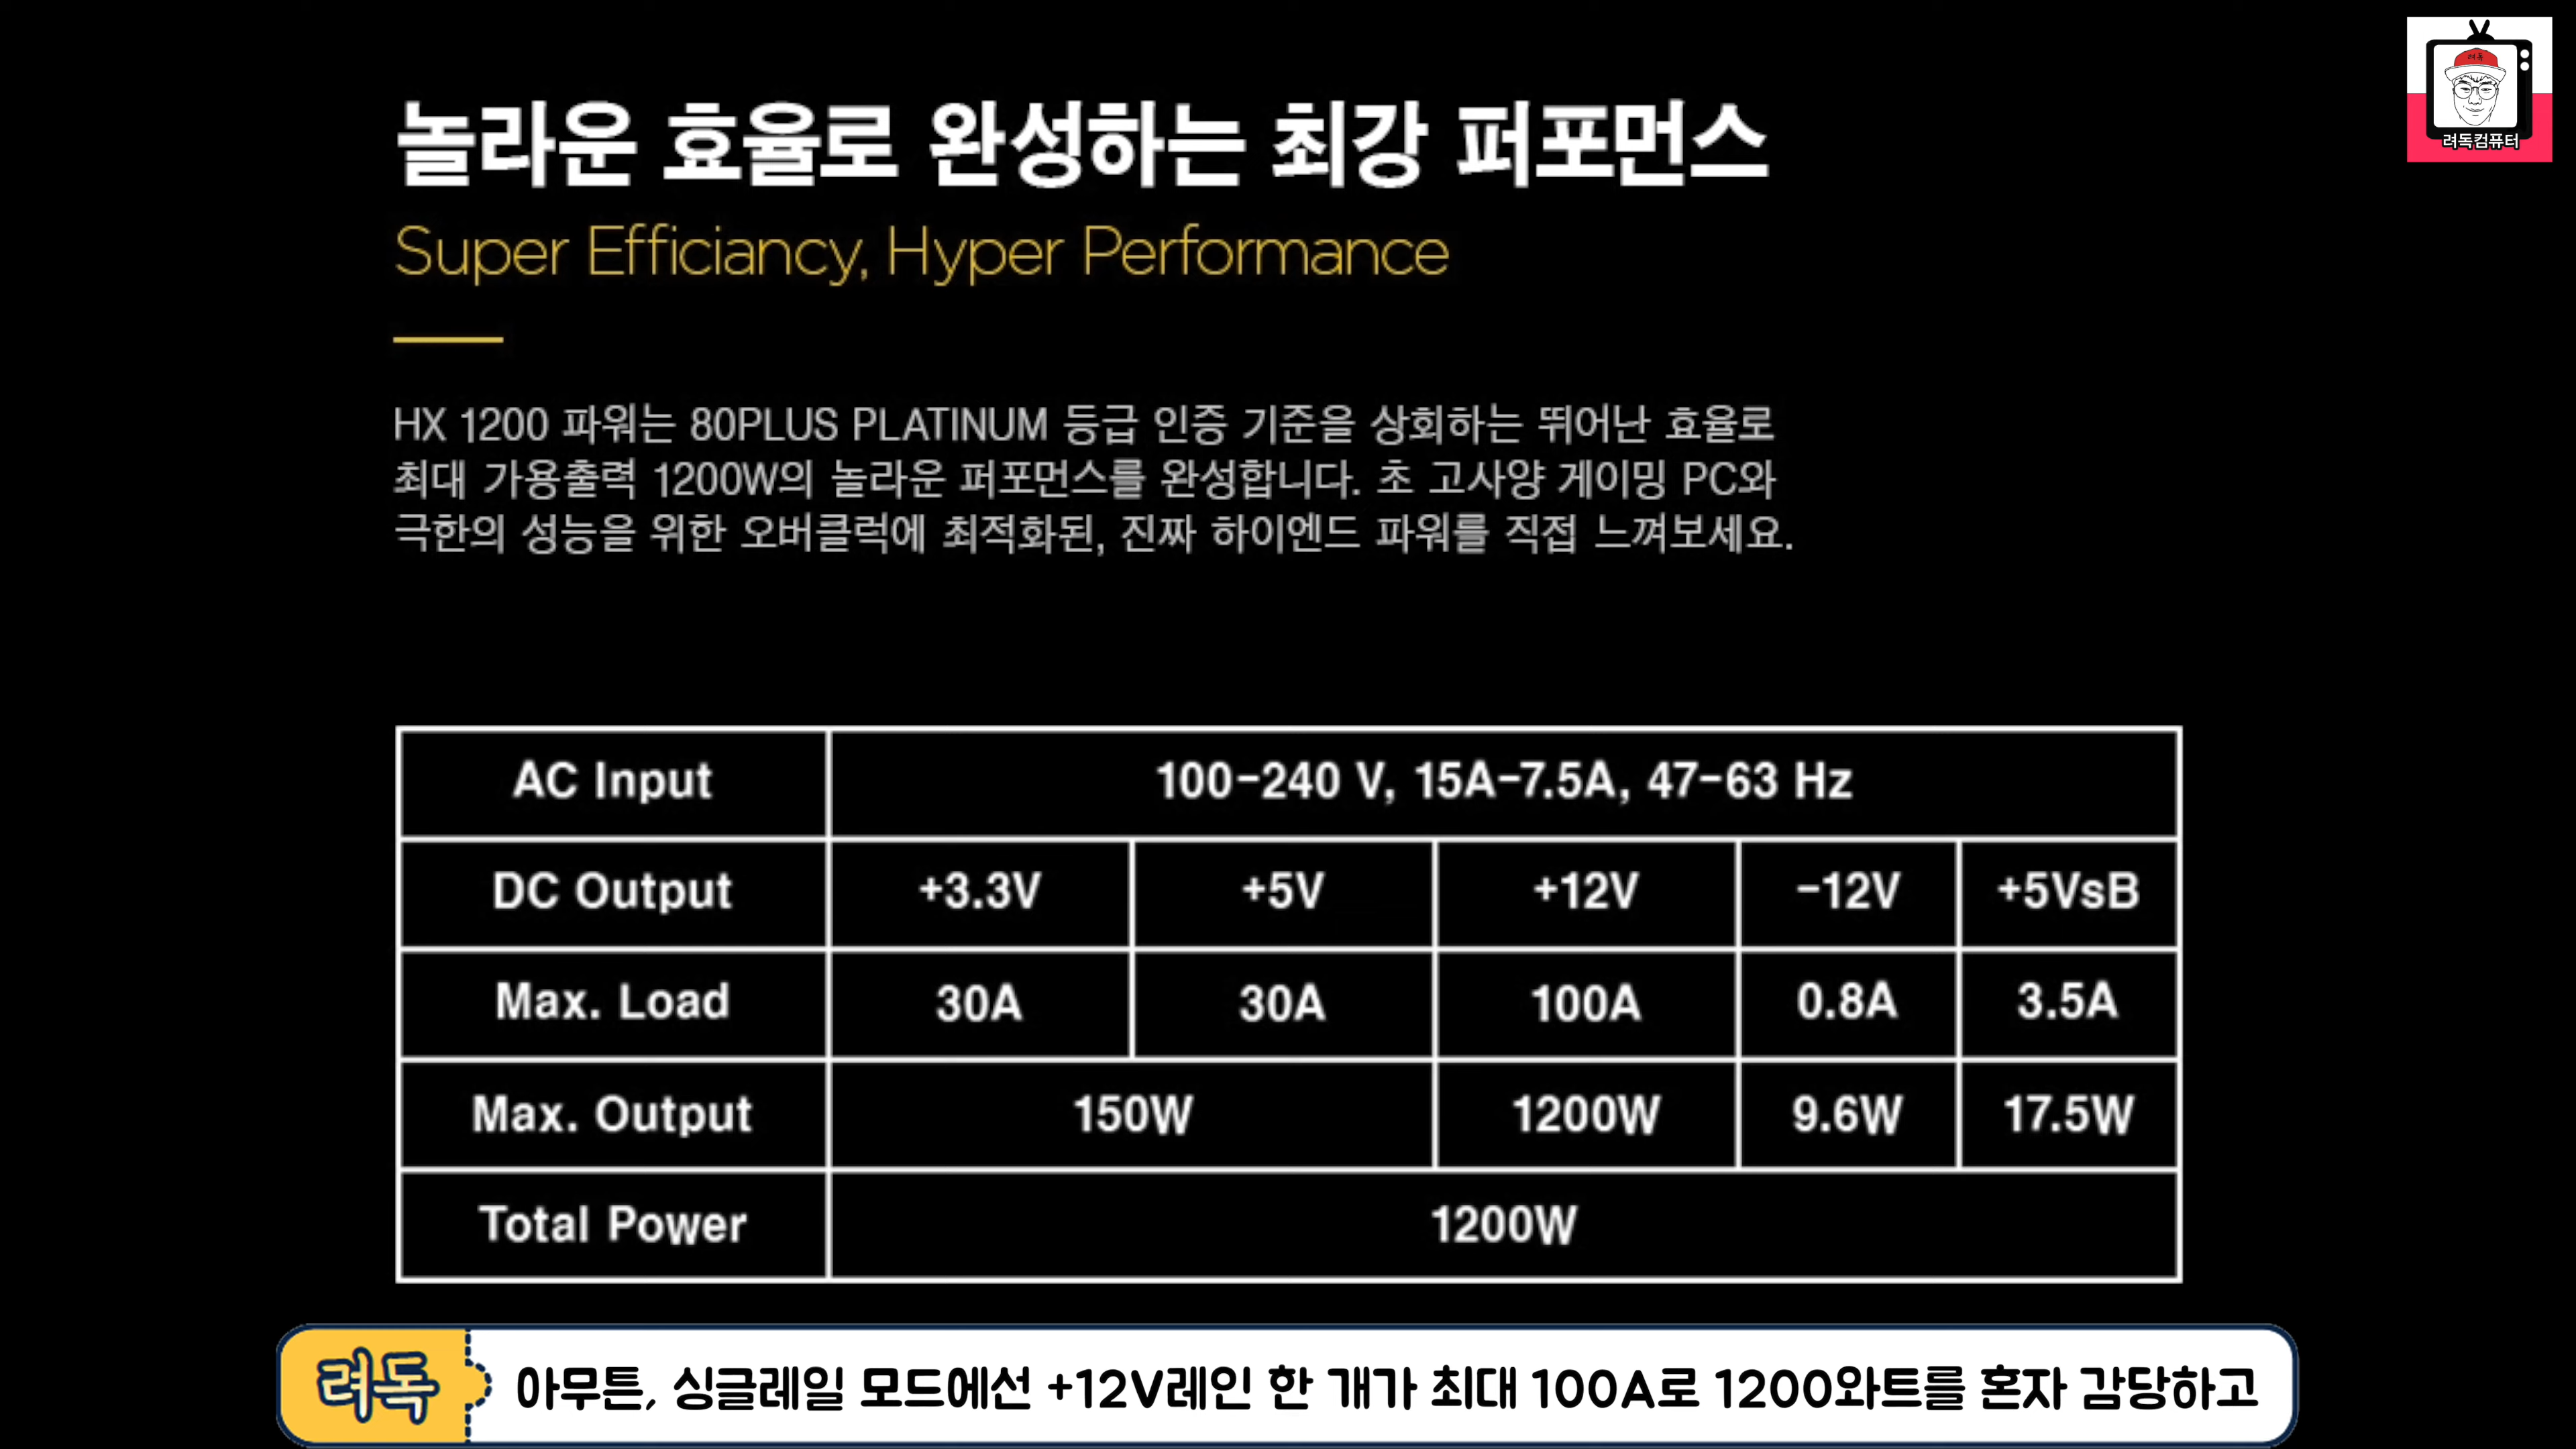 려독
려독컴퓨터
놀라운 효율로 완성하는 최강 퍼포먼스
Super Efficiancy, Hyper Performance
HX 1200 파워는 80PLUS PLATINUM 등급 인증 기준을 상회하는 뛰어난 효율로
최대 가용출력 1200W의 놀라운 퍼포먼스를 완성합니다. 초 고사양 게이밍 PC와
극한의 성능을 위한 오버클럭에 최적화된, 진짜 하이엔드 파워를 직접 느껴보세요.
AC Input 100-240 V, 15A-7.5A, 47-63 Hz
DC Output +3.3V +5V +12V -12V +5VsB
Max. Load 30A 30A 100A 0.8A 3.5A
Max. Output 150W 1200W 9.6W 17.5W
Total Power 1200W
려독 아무튼, 싱글레일 모드에선 +12V레인 한 개가 최대 100A로 1200와트를 혼자 감당하고